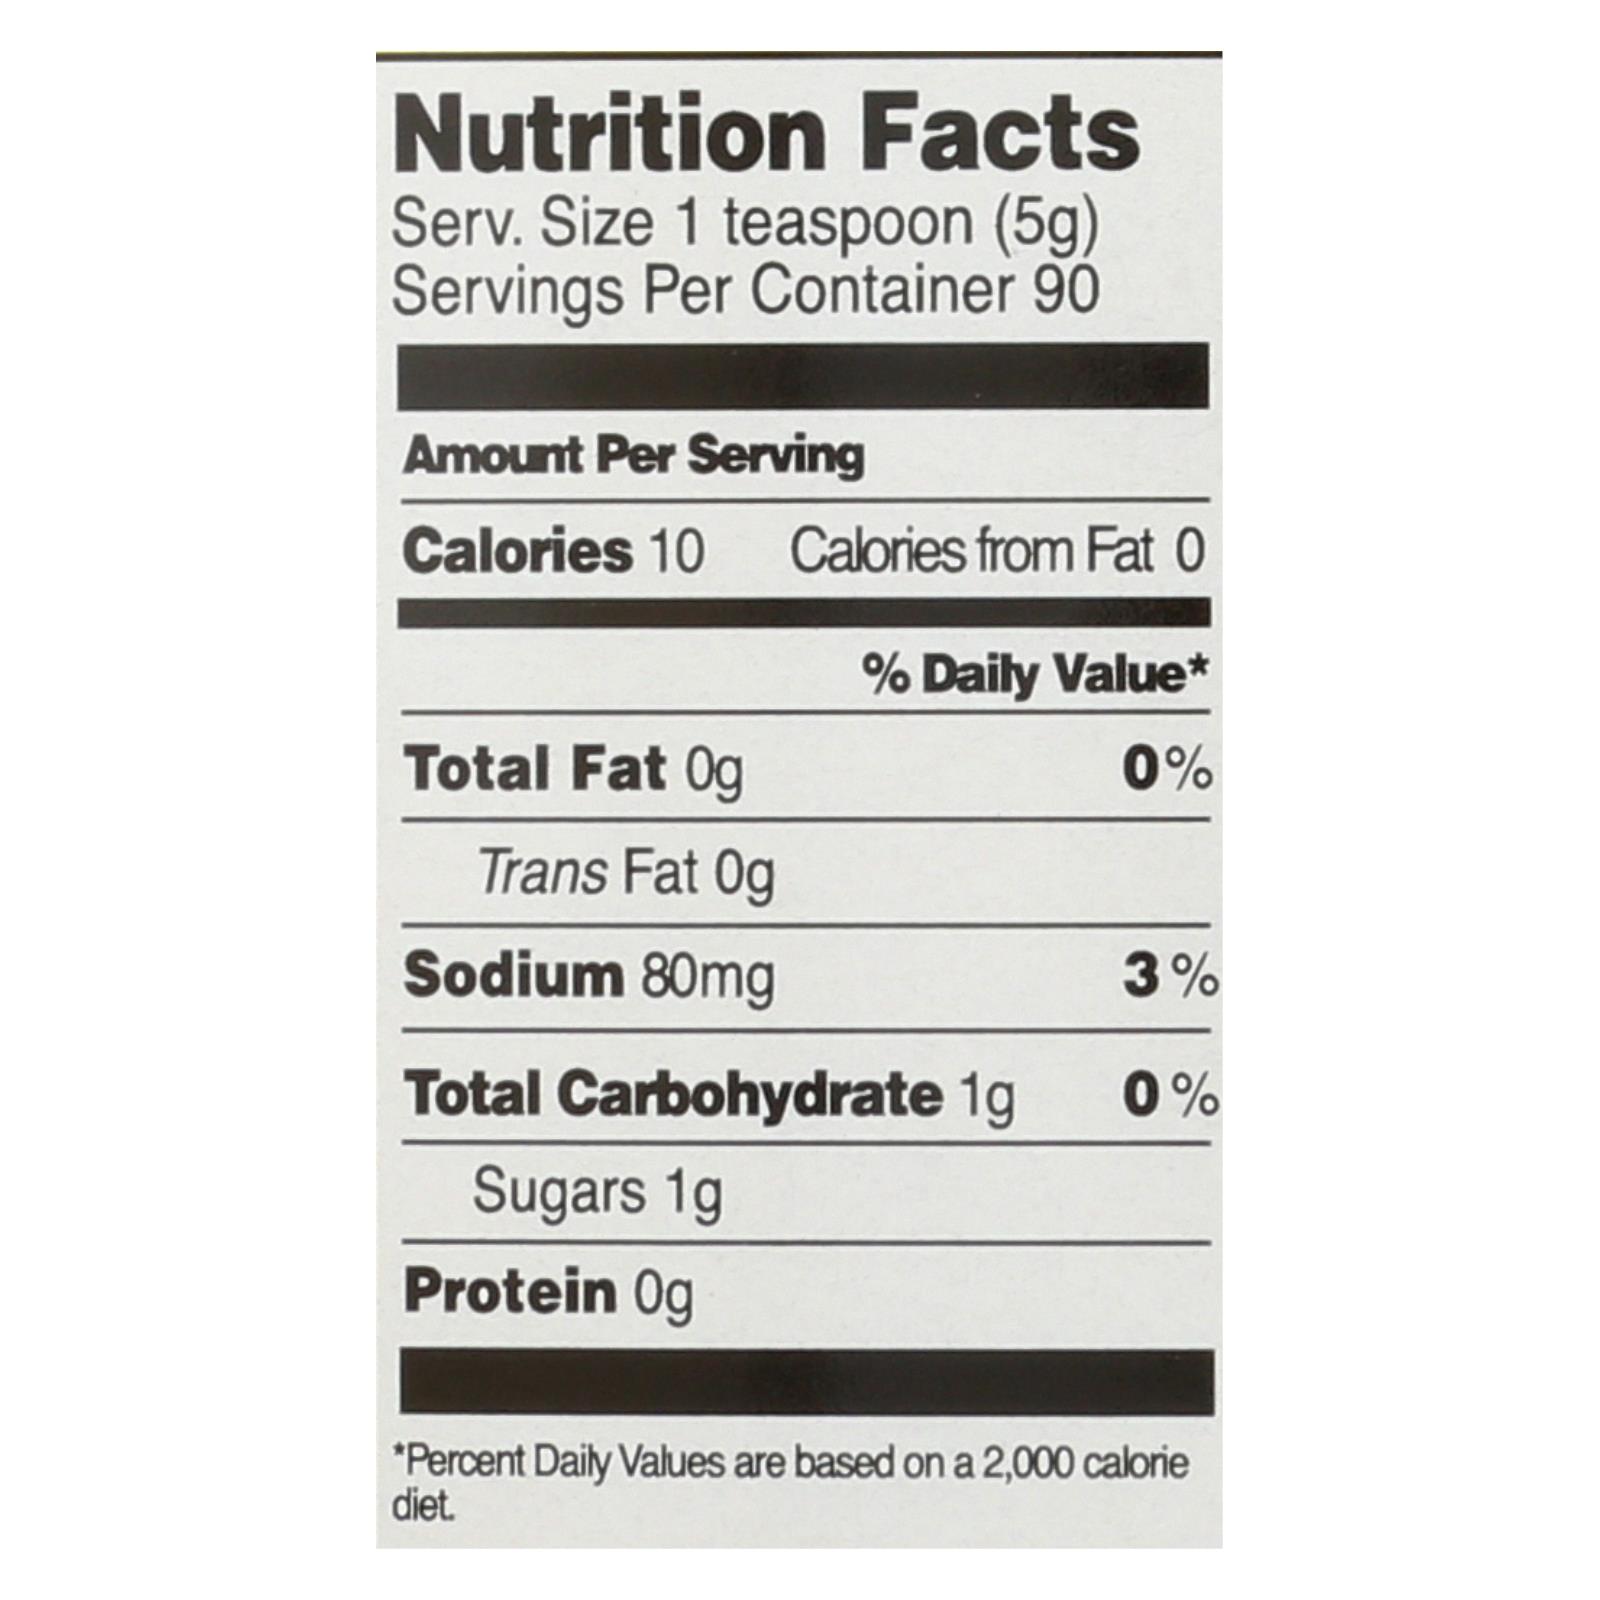 Nutrition Facts
Serv. Size 1 teaspoon (5g)
Servings Per Container 90
Amount Per Serving
Calories 10 Calories from Fat 0
% Daily Value*
Total Fat 0g 0%
Trans Fat 0g
Sodium 80mg 3%
Total Carbohydrate 1g 0%
Sugars 1g
Protein 0g
*Percent Daily Values are based on a 2,000 calorie
diet.